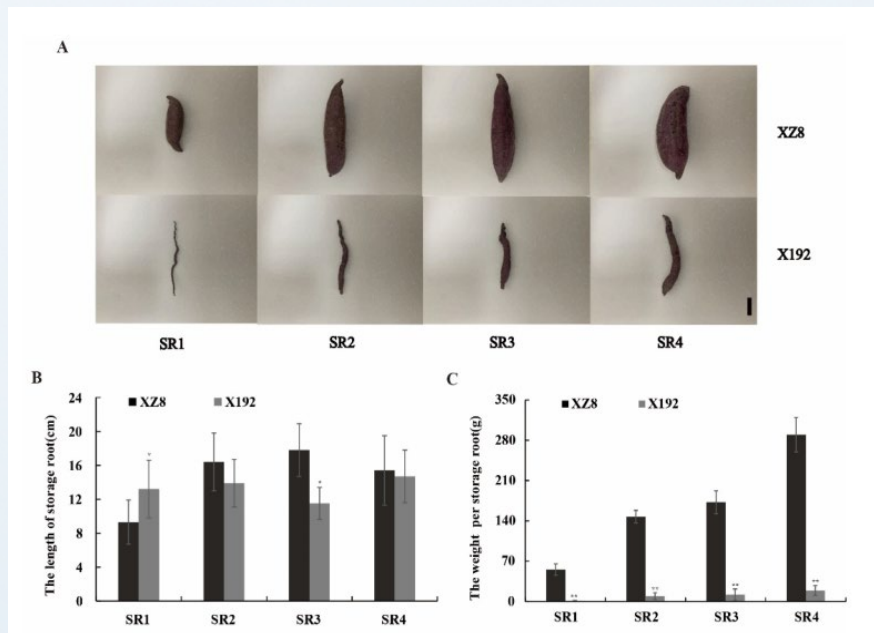 A
XZ8
X192
SR1 SR2 SR3 SR4
B
The length of storage root(cm)
XZ8 X192
24
20
16
12
8
4
0
* *
SR1 SR2 SR3 SR4
C
The weight per storage root(g)
XZ8 X192
350
280
210
140
70
0
** ** ** **
SR1 SR2 SR3 SR4